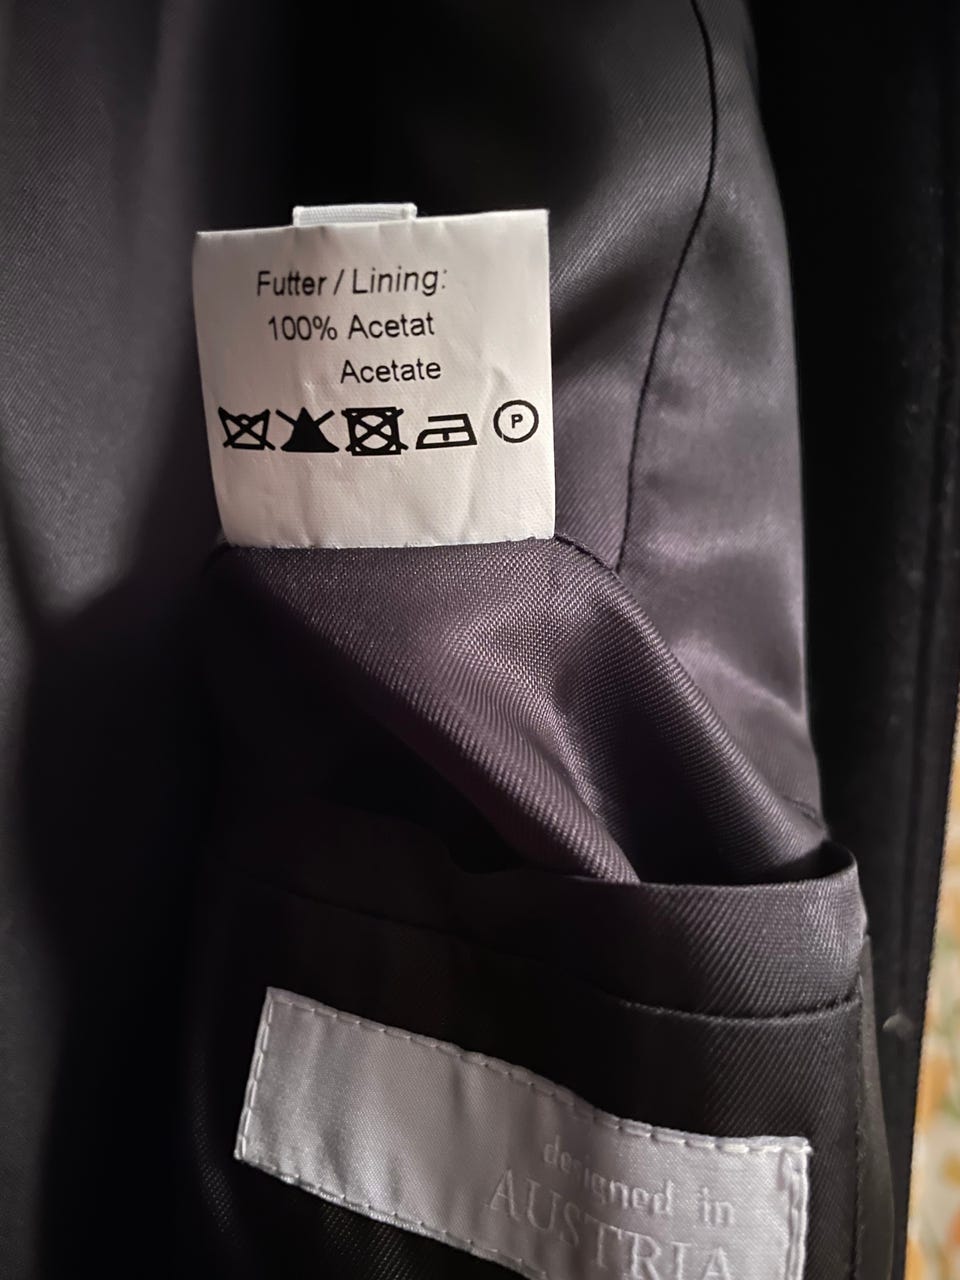 Futter / Lining:
100% Acetat
Acetate
P
designed in
AUSTRIA